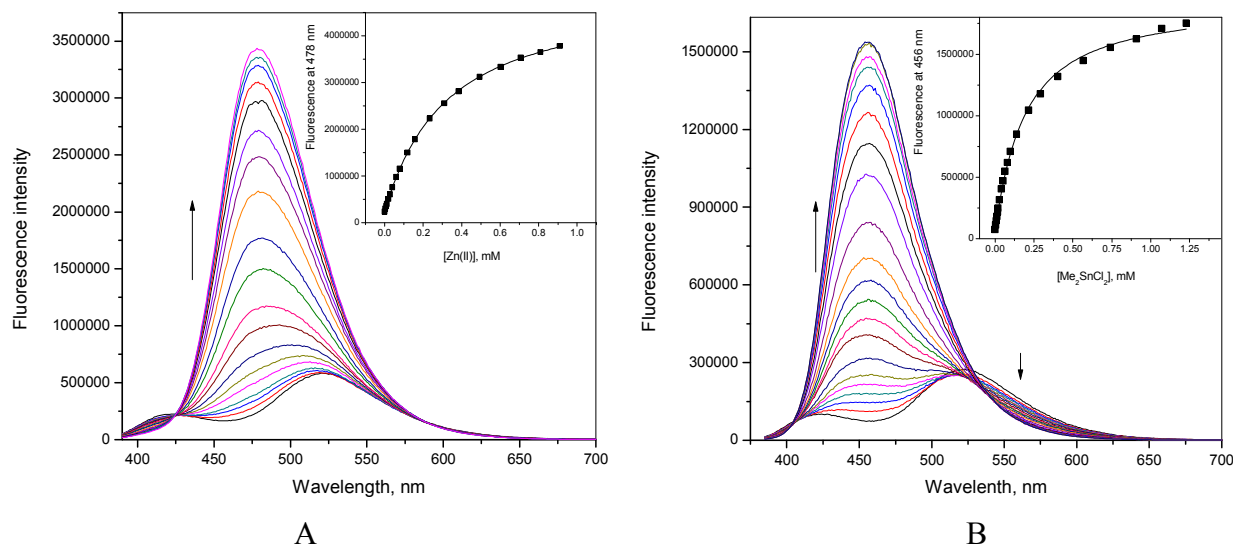 3500000
3000000
2500000
2000000
1500000
1000000
500000
0
400 450 500 550 600 650 700
Fluorescence intensity
Wavelength, nm
4000000
3000000
2000000
1000000
0
0.0 0.2 0.4 0.6 0.8 1.0
Fluorescence at 478 nm
[Zn(II)], mM
A
1500000
1200000
900000
600000
300000
0
400 450 500 550 600 650 700
Fluorescence intensity
Wavelenth, nm
1500000
1000000
500000
0
0.00 0.25 0.50 0.75 1.00 1.25
Fluorescence at 456 nm
[Me2SnCl2], mM
B